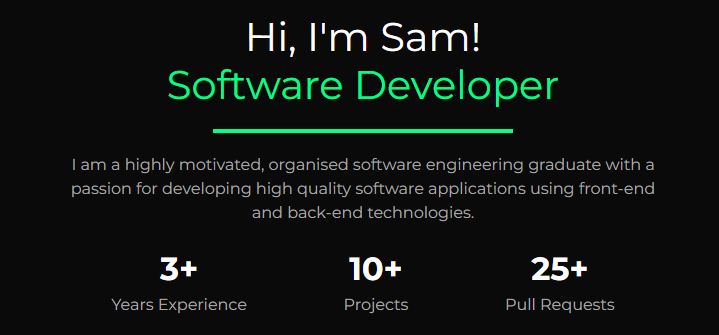 Hi, I'm Sam!
Software Developer
I am a highly motivated, organised software engineering graduate with a
passion for developing high quality software applications using front-end
and back-end technologies.
3+ 10+ 25+
Years Experience Projects Pull Requests